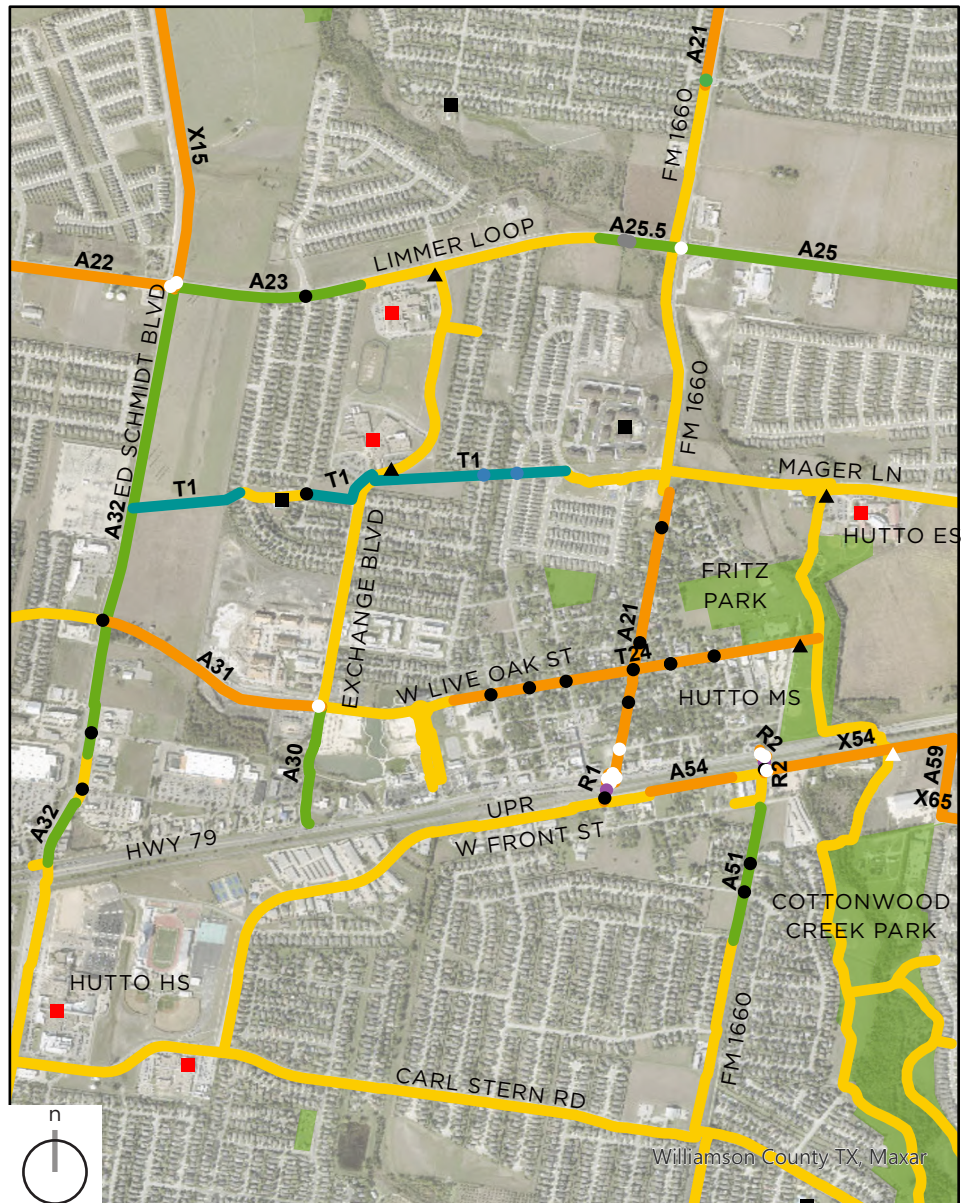 A21
FM 1660
X15
A25.5
A25
LIMMER LOOP
A22
A23
ED SCHMIDT BLVD
FM 1660
T1
T1
T1
MAGER LN
A32
HUTTO ES
EXCHANGE BLVD
FRITZ
PARK
A21
A31
W LIVE OAK ST
T24
HUTTO MS
A30
R2
X54
R1
A54
R2
A59
X65
UPR
A32
HWY 79
W FRONT ST
A51
COTTONWOOD
CREEK PARK
HUTTO HS
FM 1660
CARL STERN RD
n
Williamson County TX, Maxar